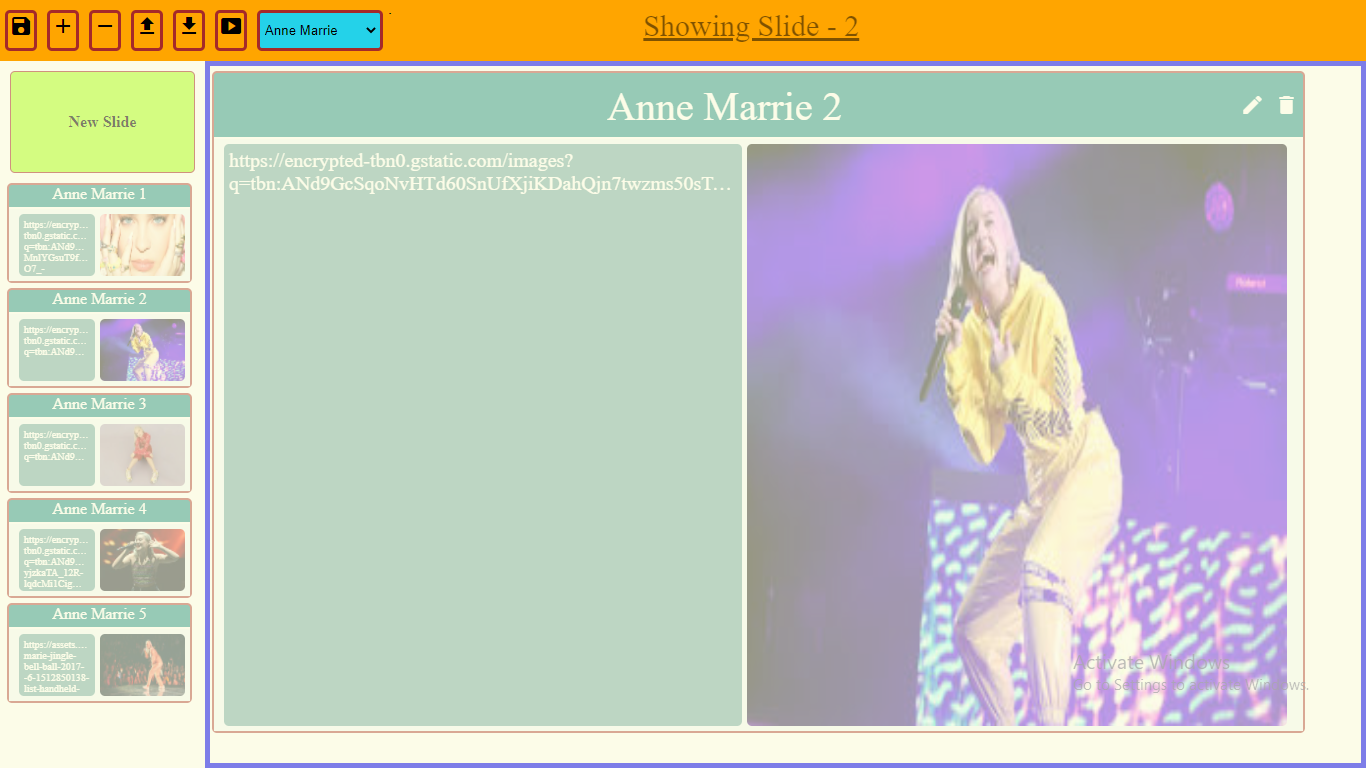 Anne Marrie
Showing Slide - 2
New Slide
Anne Marrie 1
https://encryp…
tbn0.gstatic.c…
q=tbn:ANd9…
MnlYGsuT9f…
O7_-
Anne Marrie 2
https://encryp…
tbn0.gstatic.c…
q=tbn:ANd9…
Anne Marrie 3
https://encryp…
tbn0.gstatic.c…
q=tbn:ANd9…
Anne Marrie 4
https://encryp…
tbn0.gstatic.c…
q=tbn:ANd9…
yjzkaTA_12R-
lqdcMi1Cig…
Anne Marrie 5
https://assets.…
marie-jingle-
bell-ball-2017-
-6-1512850138-
list-handheld-
Anne Marrie 2
https://encrypted-tbn0.gstatic.com/images?
q=tbn:ANd9GcSqoNvHTd60SnUfXjiKDahQjn7twzms50sT…
Roland
Activate Windows
Go to Settings to activate Windows.